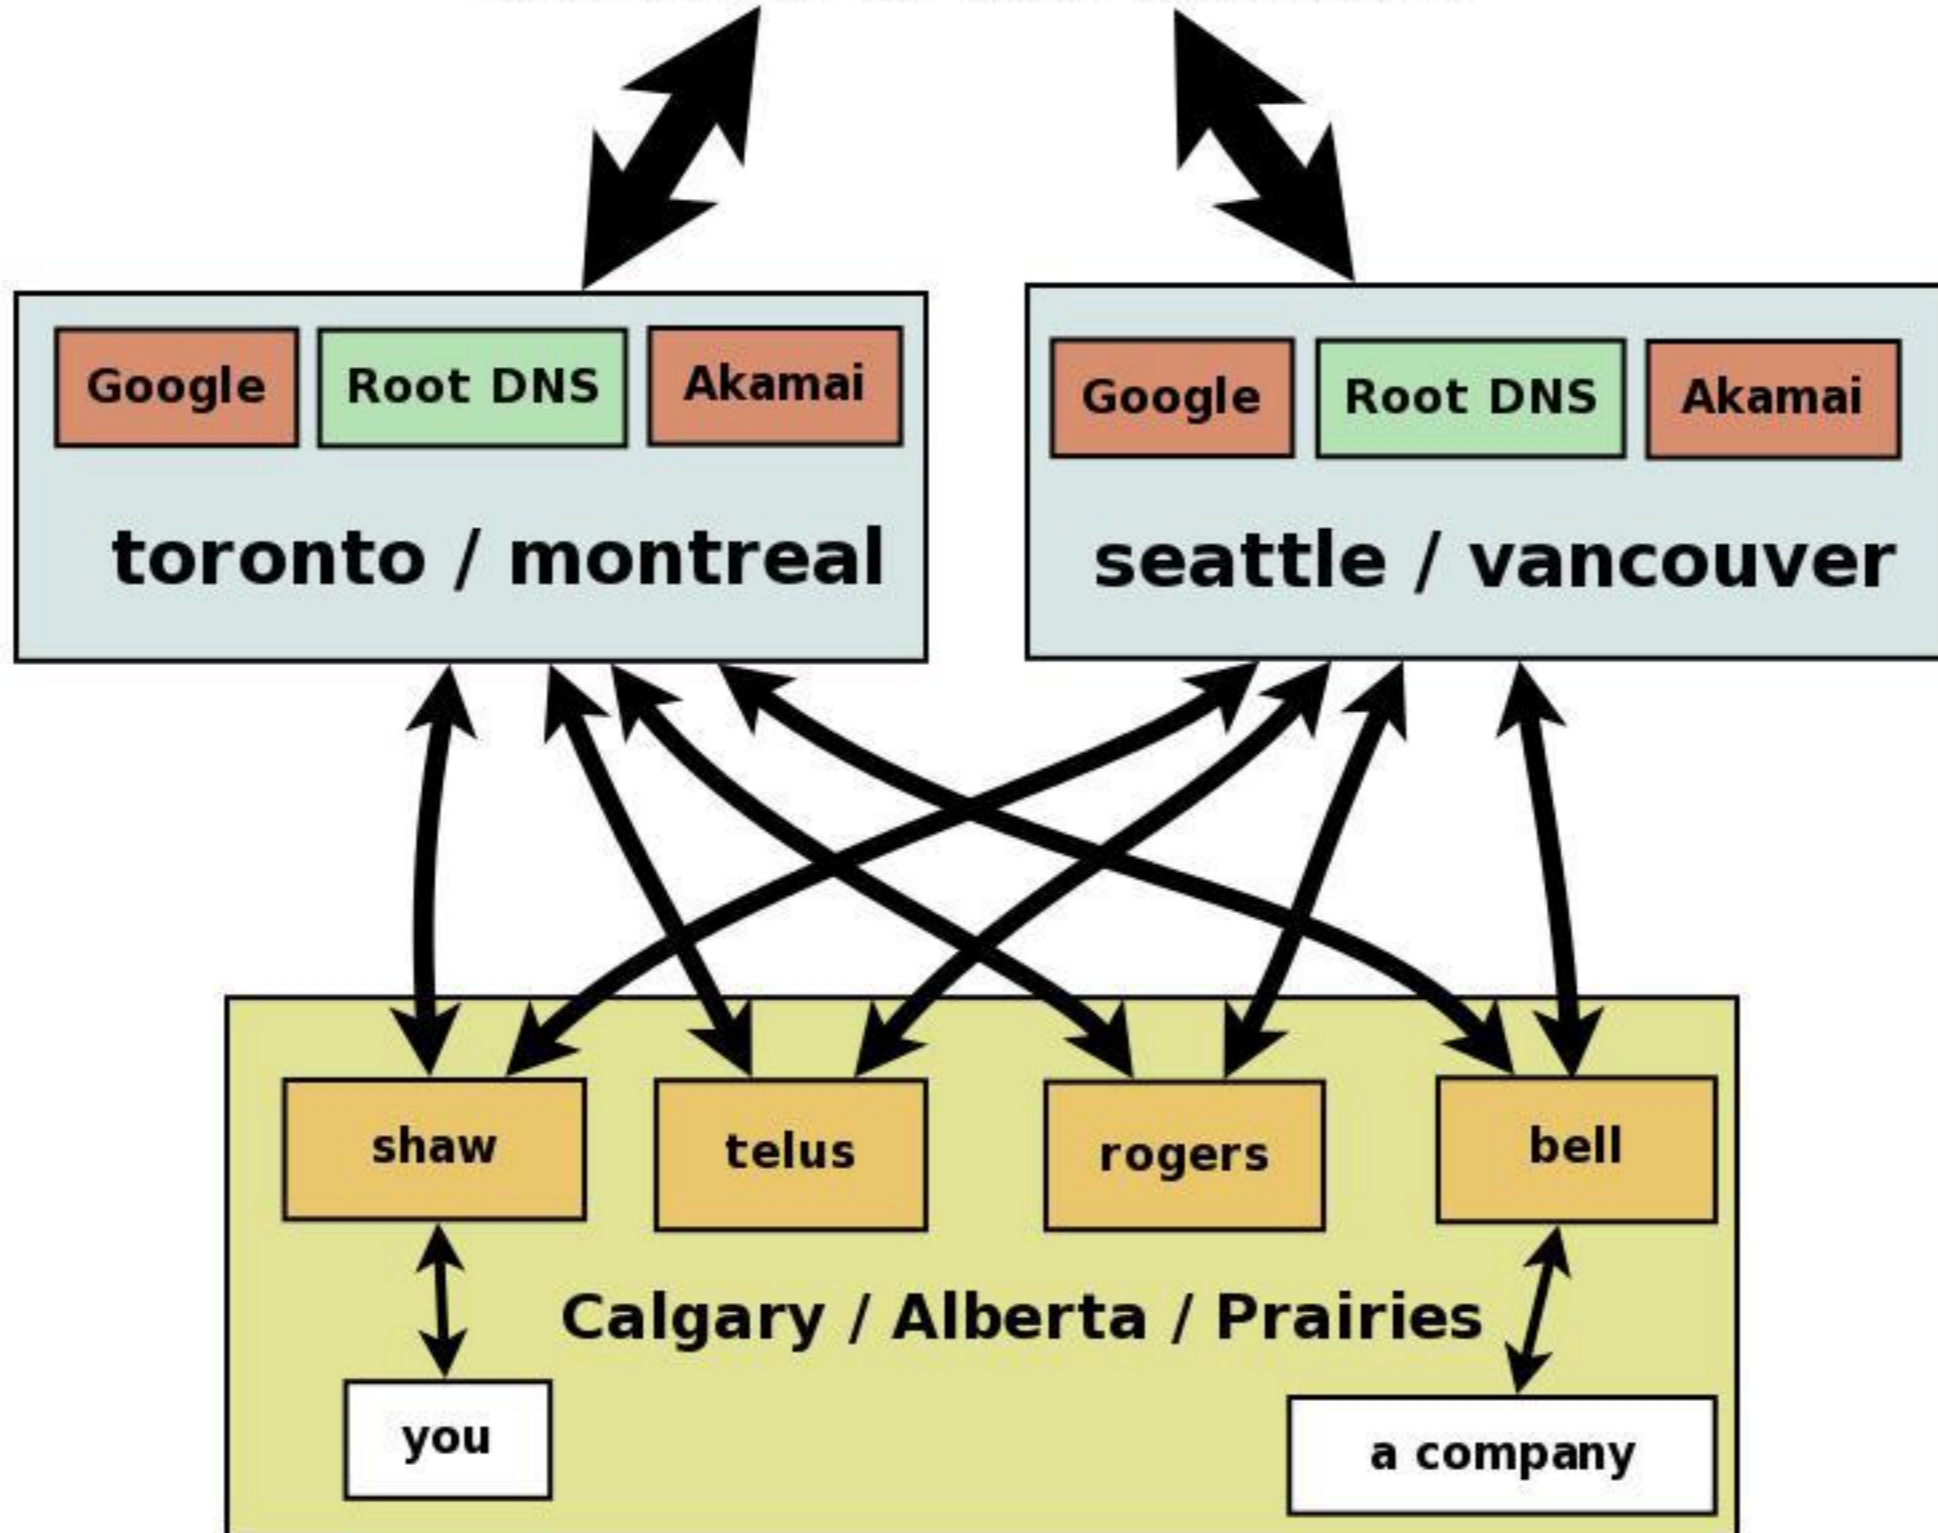 Google Root DNS Akamai
toronto / montreal
Google Root DNS Akamai
seattle / vancouver
shaw telus rogers bell
Calgary / Alberta / Prairies
you
a company